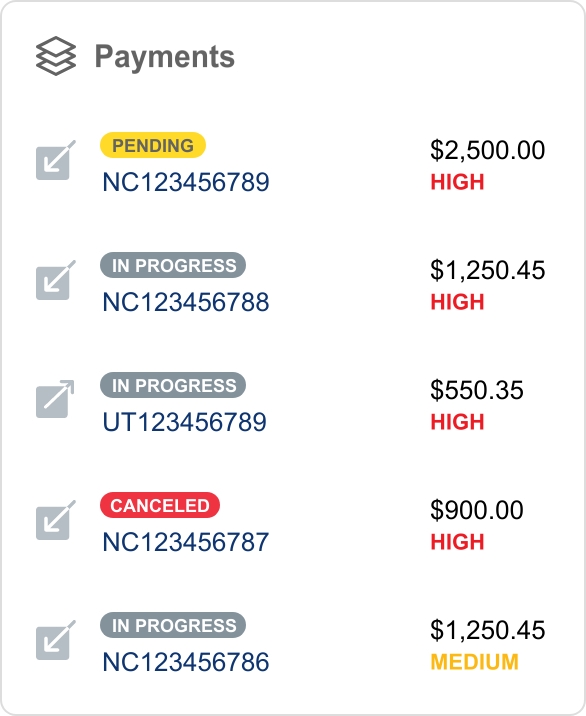 Payments
PENDING
NC123456789
$2,500.00
HIGH
IN PROGRESS
NC123456788
$1,250.45
HIGH
IN PROGRESS
UT123456789
$550.35
HIGH
CANCELED
NC123456787
$900.00
HIGH
IN PROGRESS
NC123456786
$1,250.45
MEDIUM